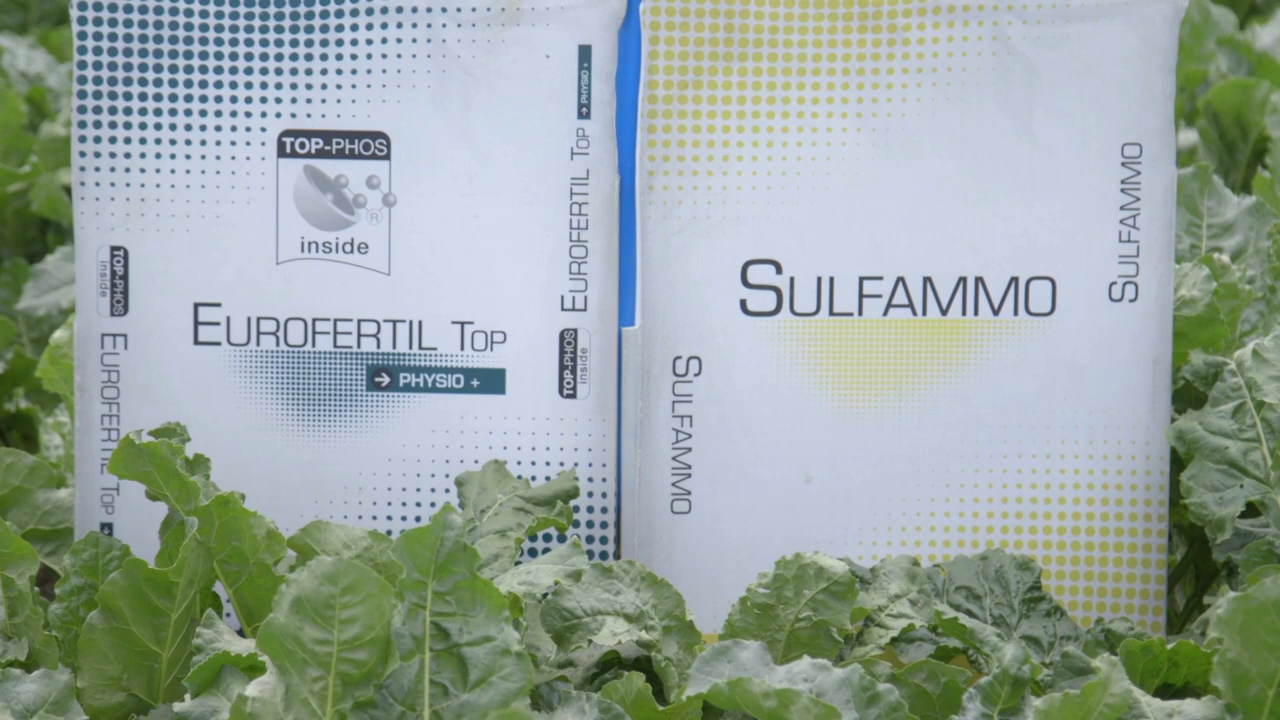 TOP-PHOS
®
inside
EUROFERTIL TOP
PHYSIO +
TOP-PHOS
inside
EUROFERTIL TOP
EUROFERTIL TOP
PHYSIO +
TOP-PHOS
inside
SULFAMMO
SULFAMMO
SULFAMMO